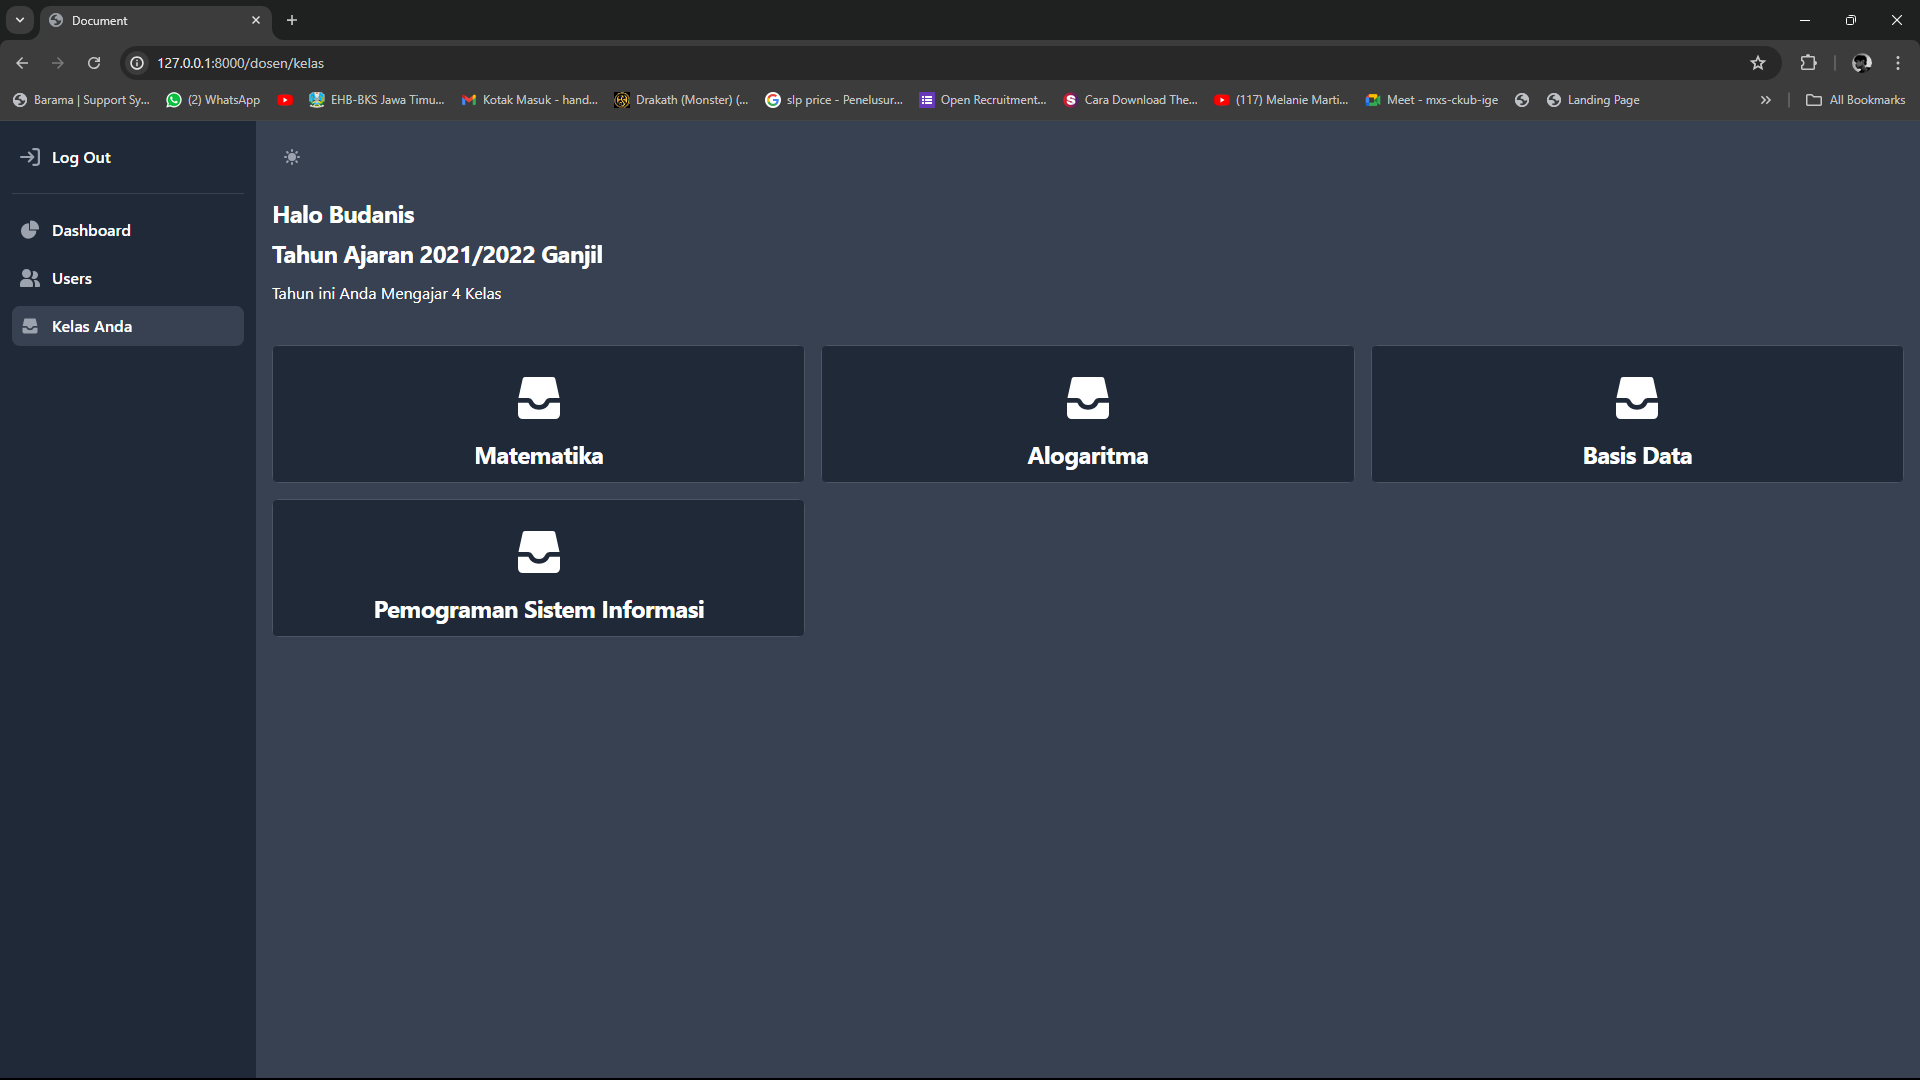 Document
127.0.0.1:8000/dosen/kelas
Barama | Support Sy...
(2) WhatsApp
EHB-BKS Jawa Timu...
Kotak Masuk - hand...
Drakath (Monster) (...
slp price - Penelusur...
Open Recruitment...
Cara Download The...
(117) Melanie Marti...
Meet - mxs-ckub-ige
Landing Page
All Bookmarks
Log Out
Dashboard
Users
Kelas Anda
Halo Budanis
Tahun Ajaran 2021/2022 Ganjil
Tahun ini Anda Mengajar 4 Kelas
Matematika
Alogaritma
Basis Data
Pemograman Sistem Informasi